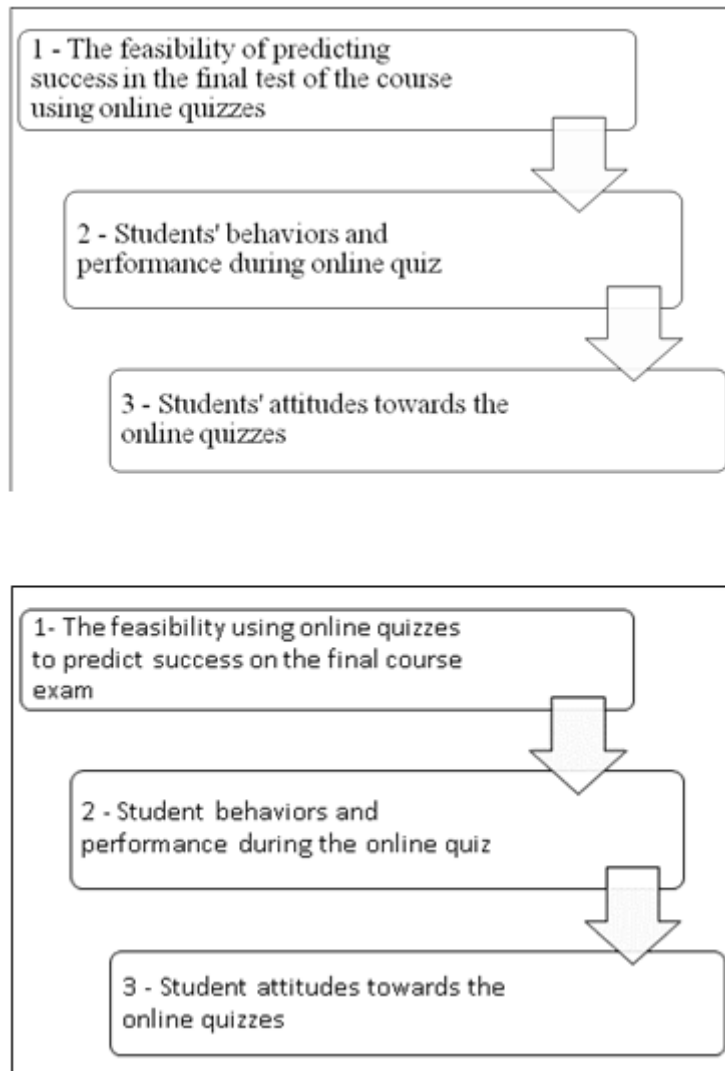 1 - The feasibility of predicting
success in the final test of the course
using online quizzes
2 - Students' behaviors and
performance during online quiz
3 - Students' attitudes towards the
online quizzes
1- The feasibility using online quizzes
to predict success on the final course
exam
2 - Student behaviors and
performance during the online quiz
3 - Student attitudes towards the
online quizzes